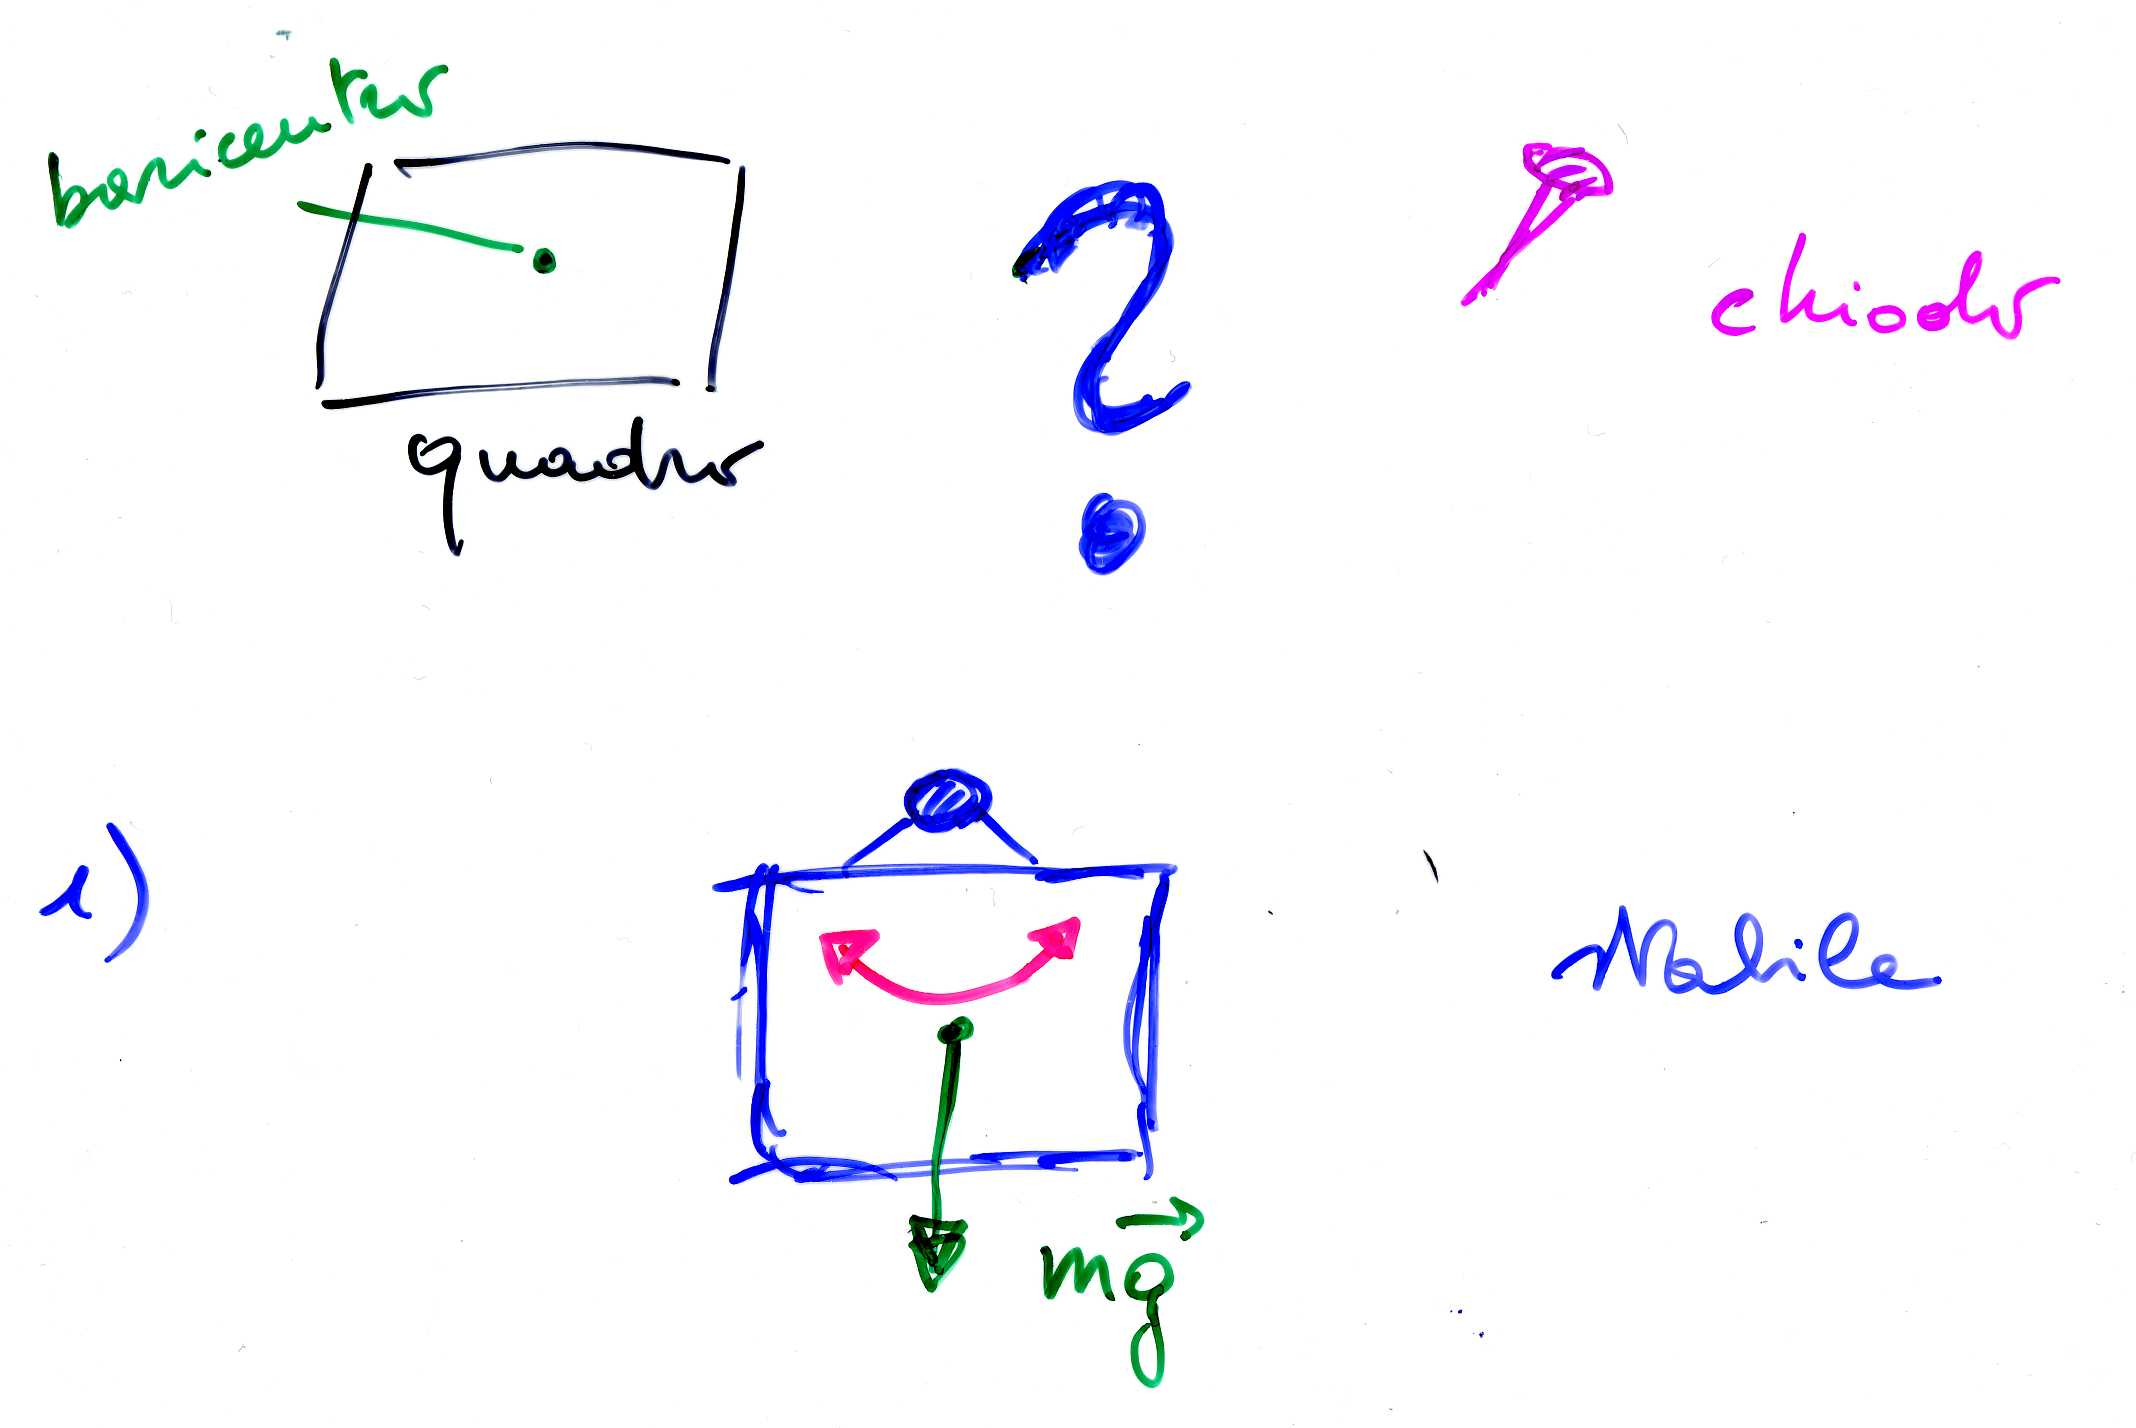 baricentro
?
chiodo
quadro
1)
Stabile
mg